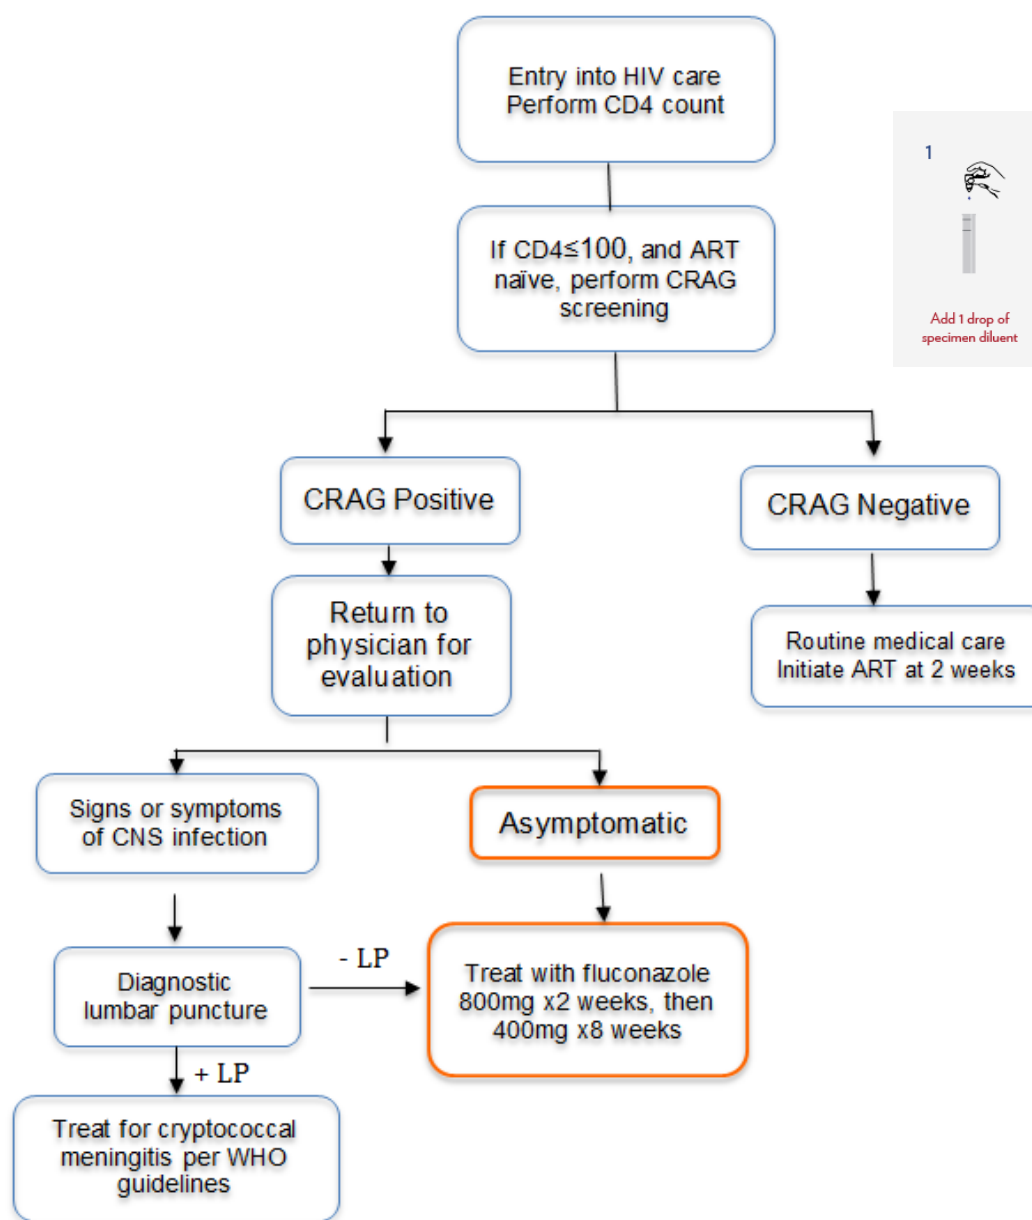 Entry into HIV care
Perform CD4 count
1
Add 1 drop of
specimen diluent
If CD4≤100, and ART
naïve, perform CRAG
screening
CRAG Positive
CRAG Negative
Return to
physician for
evaluation
Routine medical care
Initiate ART at 2 weeks
Signs or symptoms
of CNS infection
Asymptomatic
Diagnostic
lumbar puncture
- LP
Treat with fluconazole
800mg x2 weeks, then
400mg x8 weeks
+ LP
Treat for cryptococcal
meningitis per WHO
guidelines